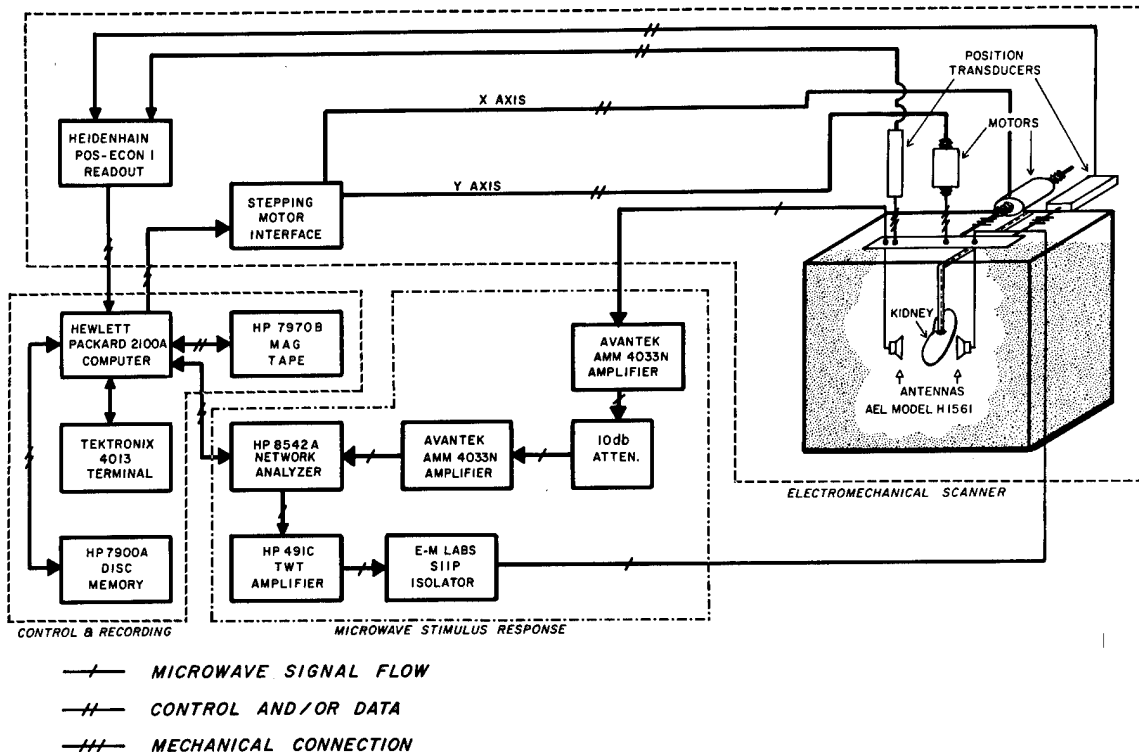 POSITION
TRANSDUCERS
X AXIS
MOTORS
HEIDENHAIN
POS-ECON I
READOUT
Y AXIS
STEPPING
MOTOR
INTERFACE
KIDNEY
HEWLETT
PACKARD 2100A
COMPUTER
HP 7970B
MAG
TAPE
AVANTEK
AMM 4033N
AMPLIFIER
ANTENNAS
AEL MODEL H1561
TEKTRONIX
4013
TERMINAL
HP 8542A
NETWORK
ANALYZER
AVANTEK
AMM 4033N
AMPLIFIER
10db
ATTEN.
ELECTROMECHANICAL SCANNER
HP 7900A
DISC
MEMORY
HP 491C
TWT
AMPLIFIER
E-M LABS
S11P
ISOLATOR
CONTROL & RECORDING
MICROWAVE STIMULUS RESPONSE
MICROWAVE SIGNAL FLOW
CONTROL AND/OR DATA
MECHANICAL CONNECTION